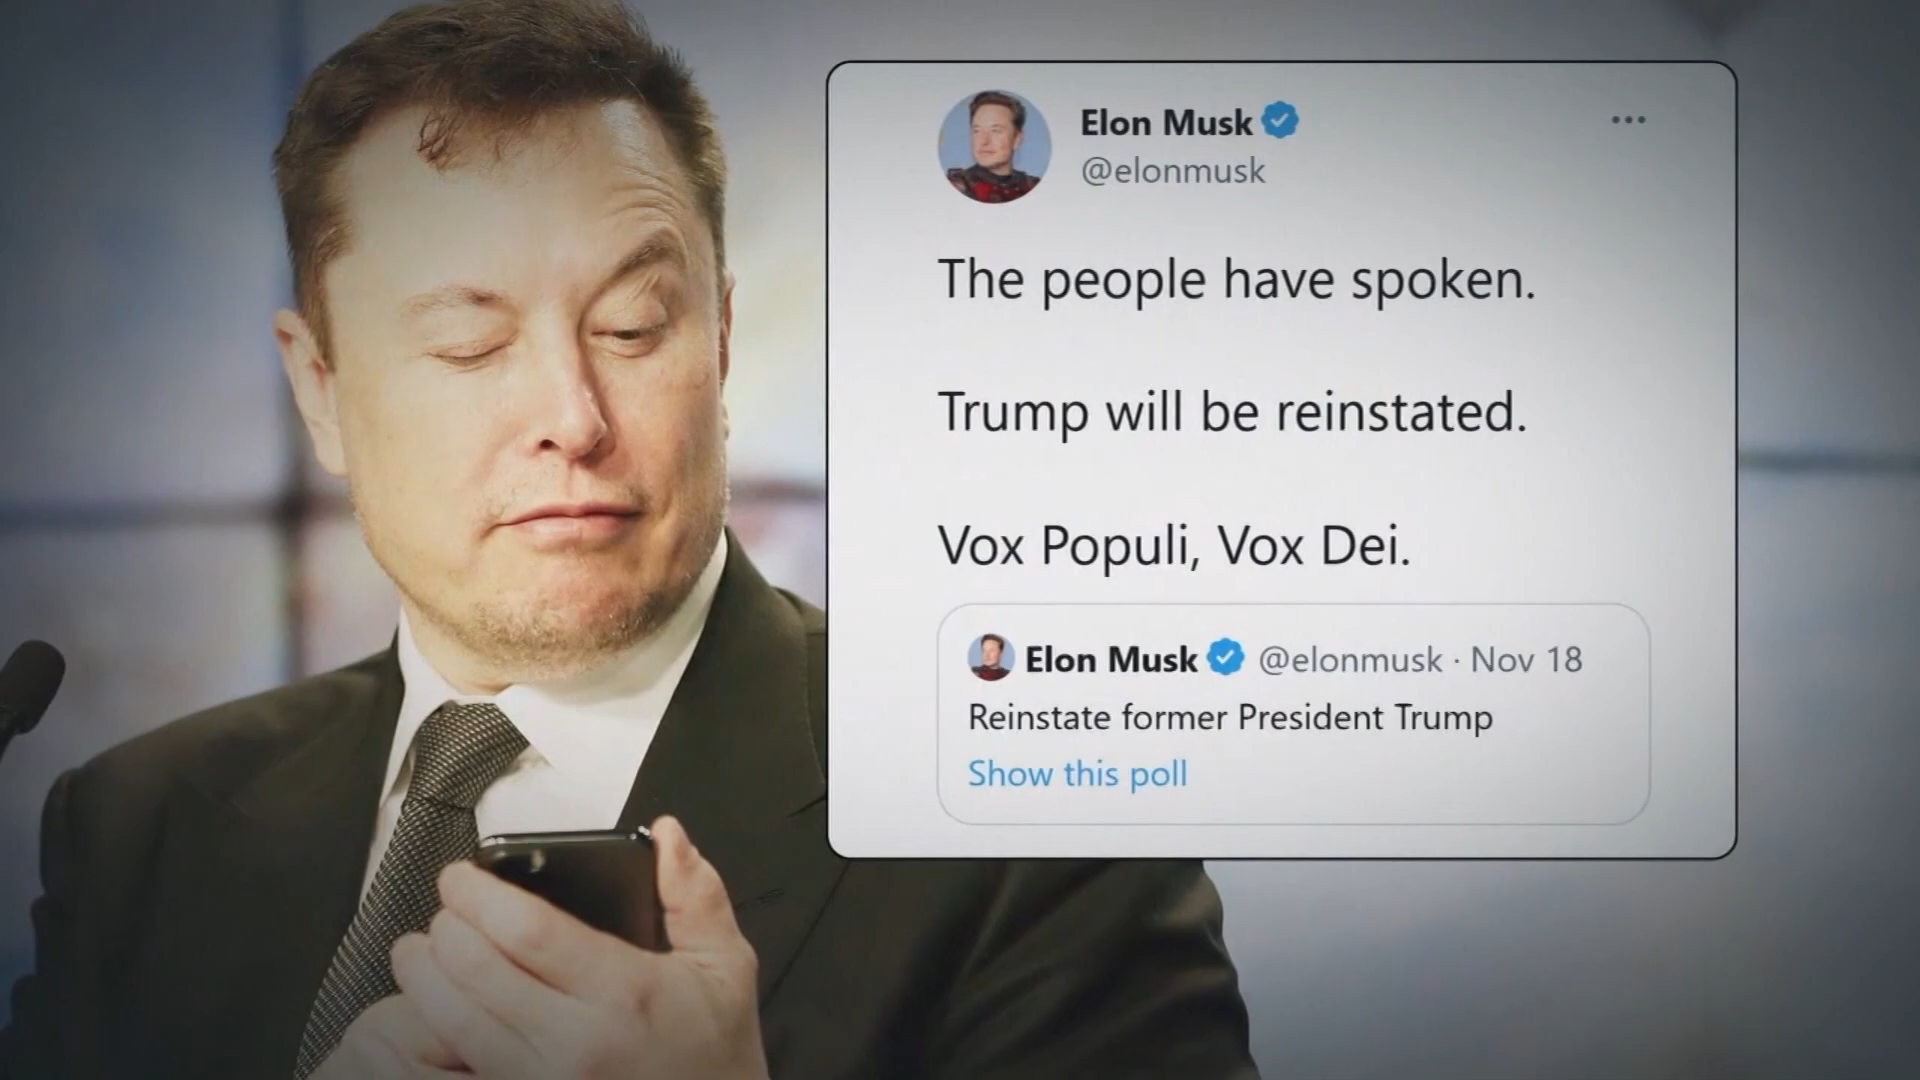 Elon Musk
@elonmusk
The people have spoken.
Trump will be reinstated.
Vox Populi, Vox Dei.
Elon Musk @elonmusk · Nov 18
Reinstate former President Trump
Show this poll